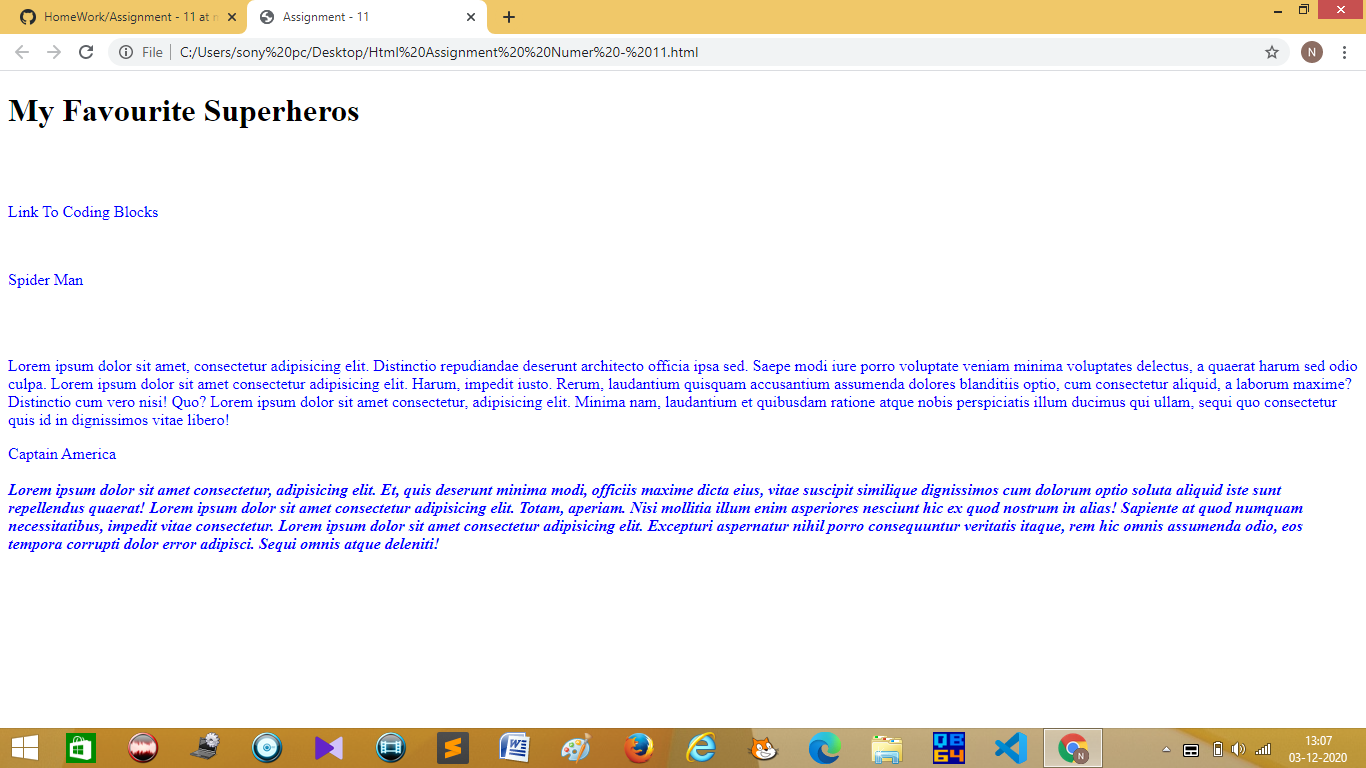 HomeWork/Assignment - 11 at
Assignment - 11
File
C:/Users/sony%20pc/Desktop/Html%20Assignment%20%20Numer%20-%2011.html
N
My Favourite Superheros
Link To Coding Blocks
Spider Man
Lorem ipsum dolor sit amet, consectetur adipisicing elit. Distinctio repudiandae deserunt architecto officia ipsa sed. Saepe modi iure porro voluptate veniam minima voluptates delectus, a quaerat harum sed odio
culpa. Lorem ipsum dolor sit amet consectetur adipisicing elit. Harum, impedit iusto. Rerum, laudantium quisquam accusantium assumenda dolores blanditiis optio, cum consectetur aliquid, a laborum maxime?
Distinctio cum vero nisi! Quo? Lorem ipsum dolor sit amet consectetur, adipisicing elit. Minima nam, laudantium et quibusdam ratione atque nobis perspiciatis illum ducimus qui ullam, sequi quo consectetur
quis id in dignissimos vitae libero!
Captain America
Lorem ipsum dolor sit amet consectetur, adipisicing elit. Et, quis deserunt minima modi, officiis maxime dicta eius, vitae suscipit similique dignissimos cum dolorum optio soluta aliquid iste sunt
repellendus quaerat! Lorem ipsum dolor sit amet consectetur adipisicing elit. Totam, aperiam. Nisi mollitia illum enim asperiores nesciunt hic ex quod nostrum in alias! Sapiente at quod numquam
necessitatibus, impedit vitae consectetur. Lorem ipsum dolor sit amet consectetur adipisicing elit. Excepturi aspernatur nihil porro consequuntur veritatis itaque, rem hic omnis assumenda odio, eos
tempora corrupti dolor error adipisci. Sequi omnis atque deleniti!
QB
64
N
13:07
03-12-2020